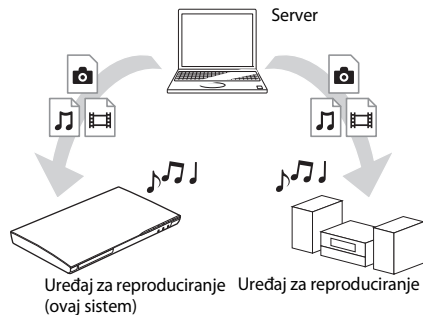 Server
Uređaj za reproduciranje
(ovaj sistem)
Uređaj za reproduciranje